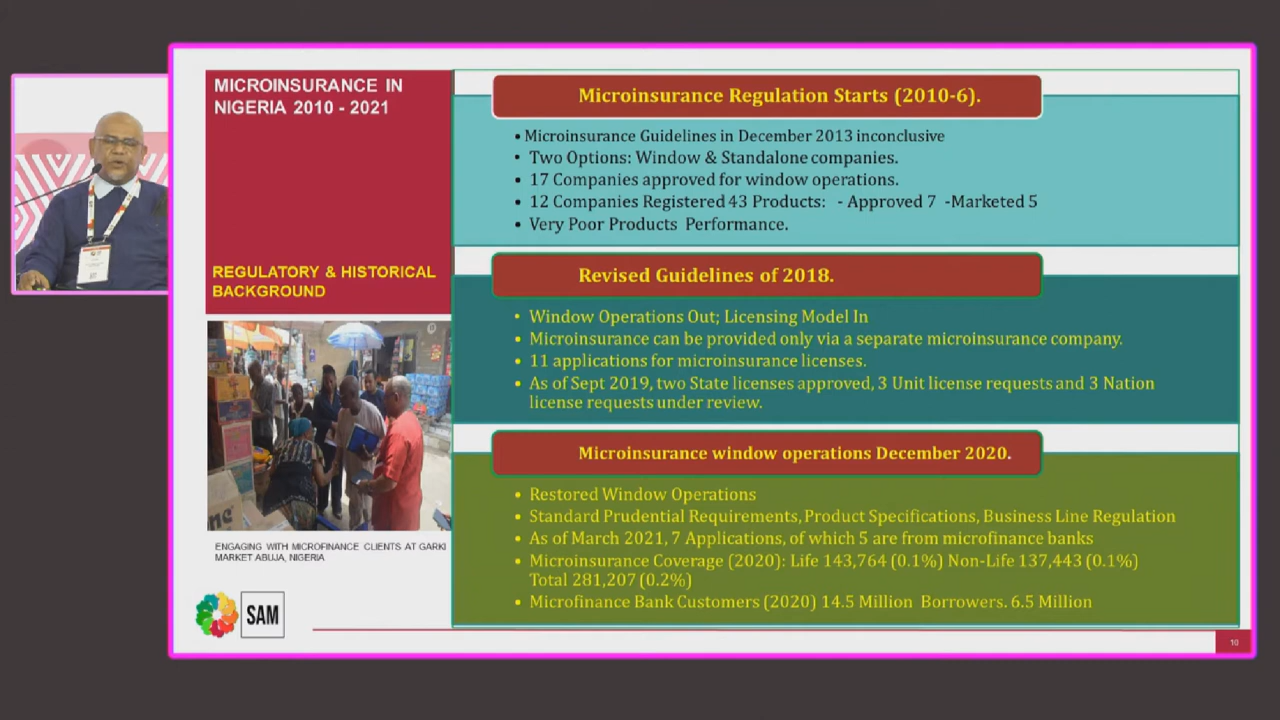 MICROINSURANCE IN
NIGERIA 2010 - 2021
REGULATORY & HISTORICAL
BACKGROUND
ENGAGING WITH MICROFINANCE CLIENTS AT GARKI
MARKET ABUJA, NIGERIA
SAM
Microinsurance Regulation Starts (2010-6).
• Microinsurance Guidelines in December 2013 inconclusive
• Two Options: Window & Standalone companies.
• 17 Companies approved for window operations.
• 12 Companies Registered 43 Products: - Approved 7 -Marketed 5
• Very Poor Products Performance.
Revised Guidelines of 2018.
• Window Operations Out; Licensing Model In
• Microinsurance can be provided only via a separate microinsurance company.
• 11 applications for microinsurance licenses.
• As of Sept 2019, two State licenses approved, 3 Unit license requests and 3 Nation
license requests under review.
Microinsurance window operations December 2020.
• Restored Window Operations
• Standard Prudential Requirements, Product Specifications, Business Line Regulation
• As of March 2021, 7 Applications, of which 5 are from microfinance banks
• Microinsurance Coverage (2020): Life 143,764 (0.1%) Non-Life 137,443 (0.1%)
Total 281,207 (0.2%)
• Microfinance Bank Customers (2020) 14.5 Million Borrowers. 6.5 Million
10